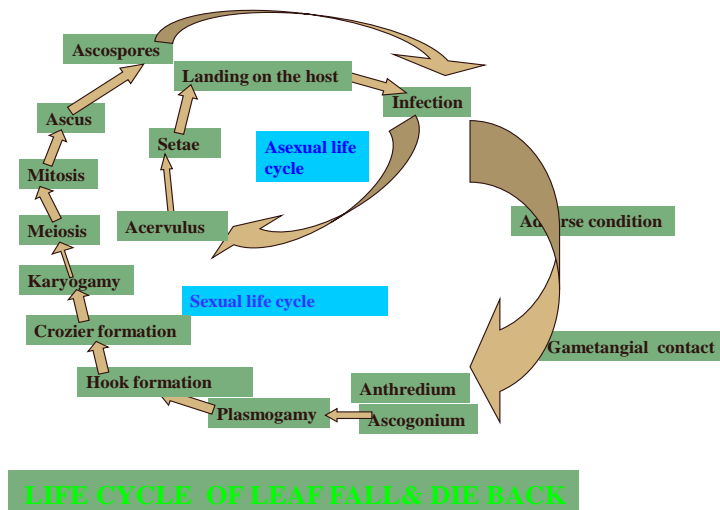 Ascospores
Landing on the host
Infection
Ascus
Setae
Asexual life
cycle
Mitosis
Meiosis
Acervulus
Adverse condition
Karyogamy
Sexual life cycle
Crozier formation
Gametangial contact
Hook formation
Anthredium
Plasmogamy
Ascogonium
LIFE CYCLE OF LEAF FALL& DIE BACK